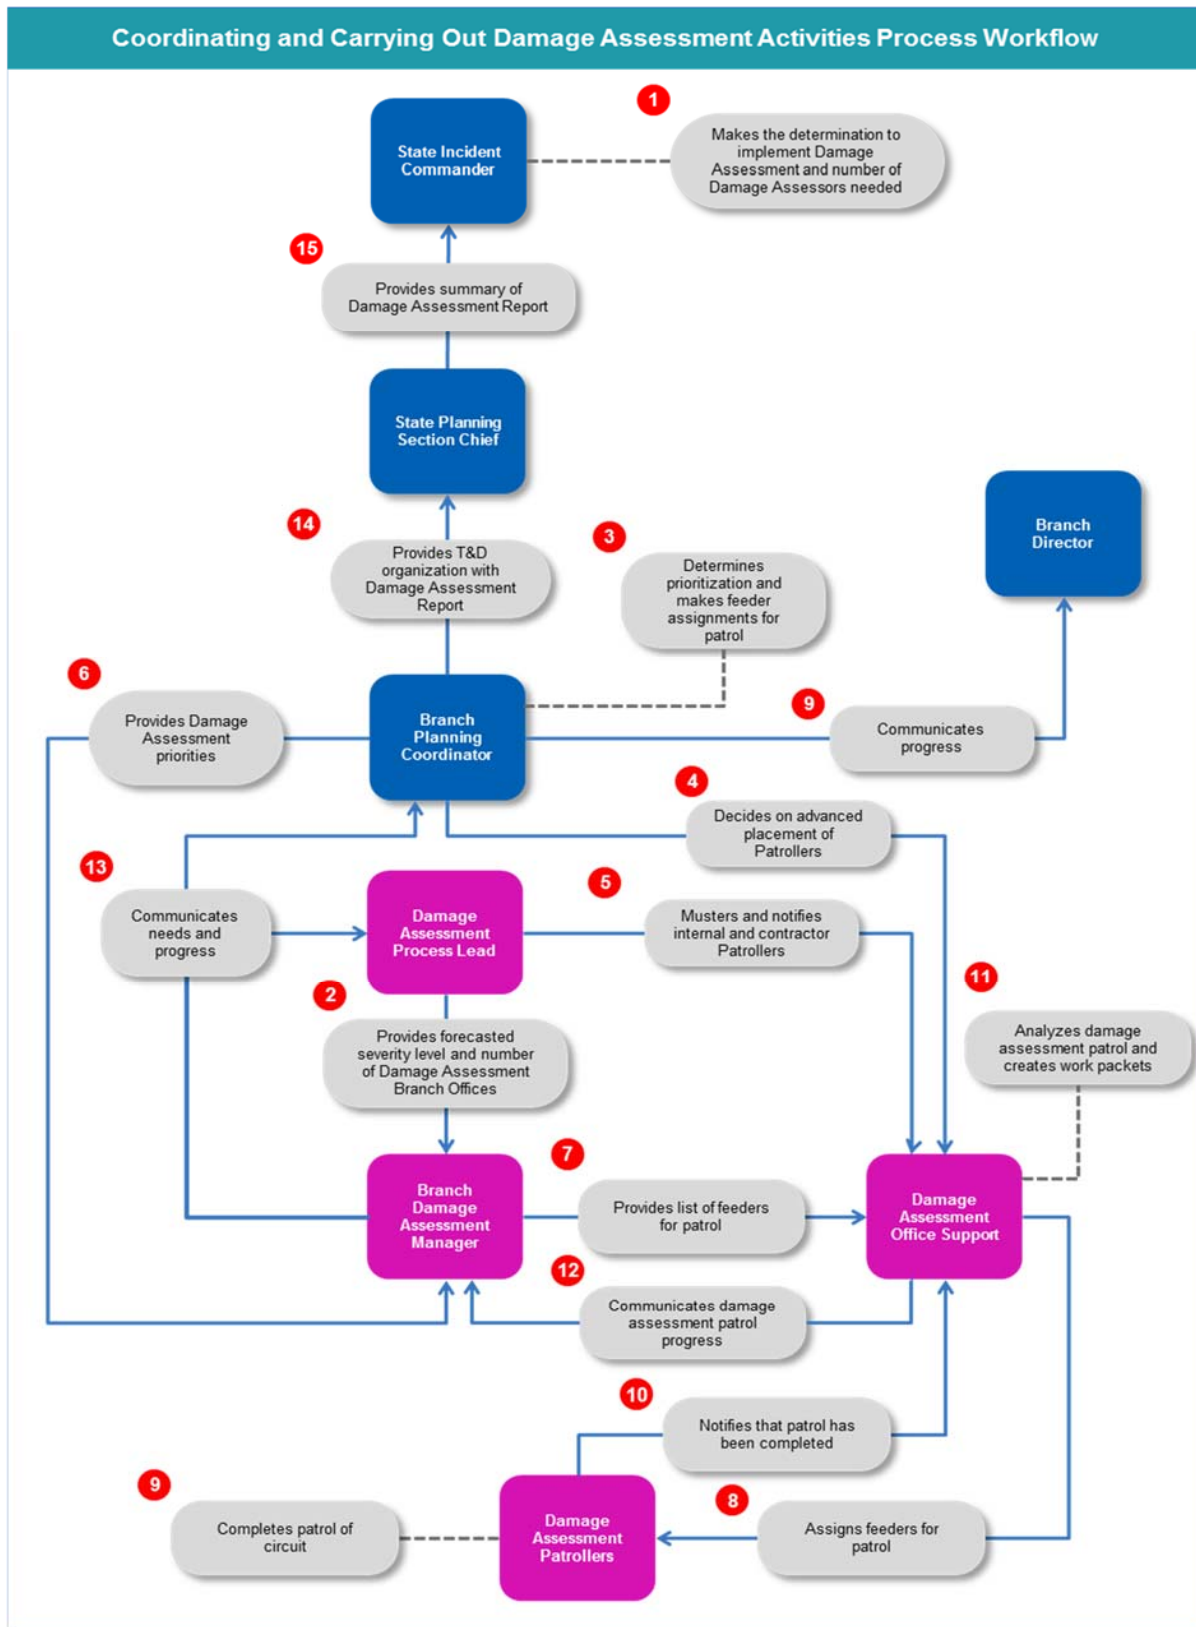 Coordinating and Carrying Out Damage Assessment Activities Process Workflow
1
Makes the determination to
implement Damage
Assessment and number of
Damage Assessors needed
State Incident
Commander
15
Provides summary of
Damage Assessment Report
State Planning
Section Chief
14
Provides T&D
organization with
Damage Assessment
Report
3
Determines
prioritization and
makes feeder
assignments for
patrol
Branch
Director
6
Provides Damage
Assessment
priorities
Branch
Planning
Coordinator
9
Communicates
progress
4
Decides on advanced
placement of
Patrollers
13
Communicates
needs and
progress
Damage
Assessment
Process Lead
5
Musters and notifies
internal and contractor
Patrollers
2
Provides forecasted
severity level and number
of Damage Assessment
Branch Offices
11
Analyzes damage
assessment patrol and
creates work packets
Branch
Damage
Assessment
Manager
7
Provides list of feeders
for patrol
Damage
Assessment
Office Support
12
Communicates damage
assessment patrol
progress
10
Notifies that patrol has
been completed
9
Completes patrol of
circuit
Damage
Assessment
Patrollers
8
Assigns feeders for
patrol